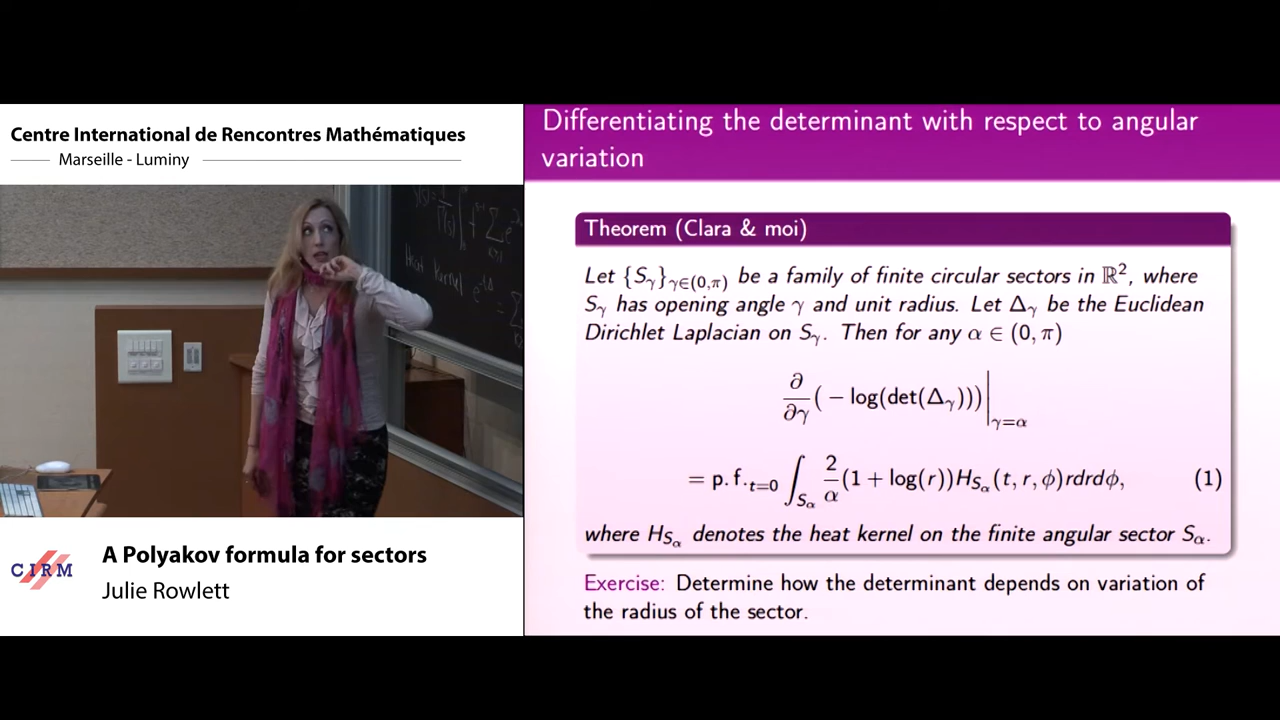 Centre International de Rencontres Mathématiques
Marseille - Luminy
Heat Kernel
CIRM
A Polyakov formula for sectors
Julie Rowlett
Differentiating the determinant with respect to angular
variation
Theorem (Clara & moi)
Let {S_γ}_{γ∈(0,π)} be a family of finite circular sectors in ℝ², where
S_γ has opening angle γ and unit radius. Let Δ_γ be the Euclidean
Dirichlet Laplacian on S_γ. Then for any α ∈ (0, π)
∂/∂γ (− log(det(Δ_γ)))|_{γ=α}
= p. f._{t=0} ∫_{S_α} 2/α (1 + log(r))H_{S_α}(t, r, ϕ)rdrdϕ, (1)
where H_{S_α} denotes the heat kernel on the finite angular sector S_α.
Exercise: Determine how the determinant depends on variation of
the radius of the sector.